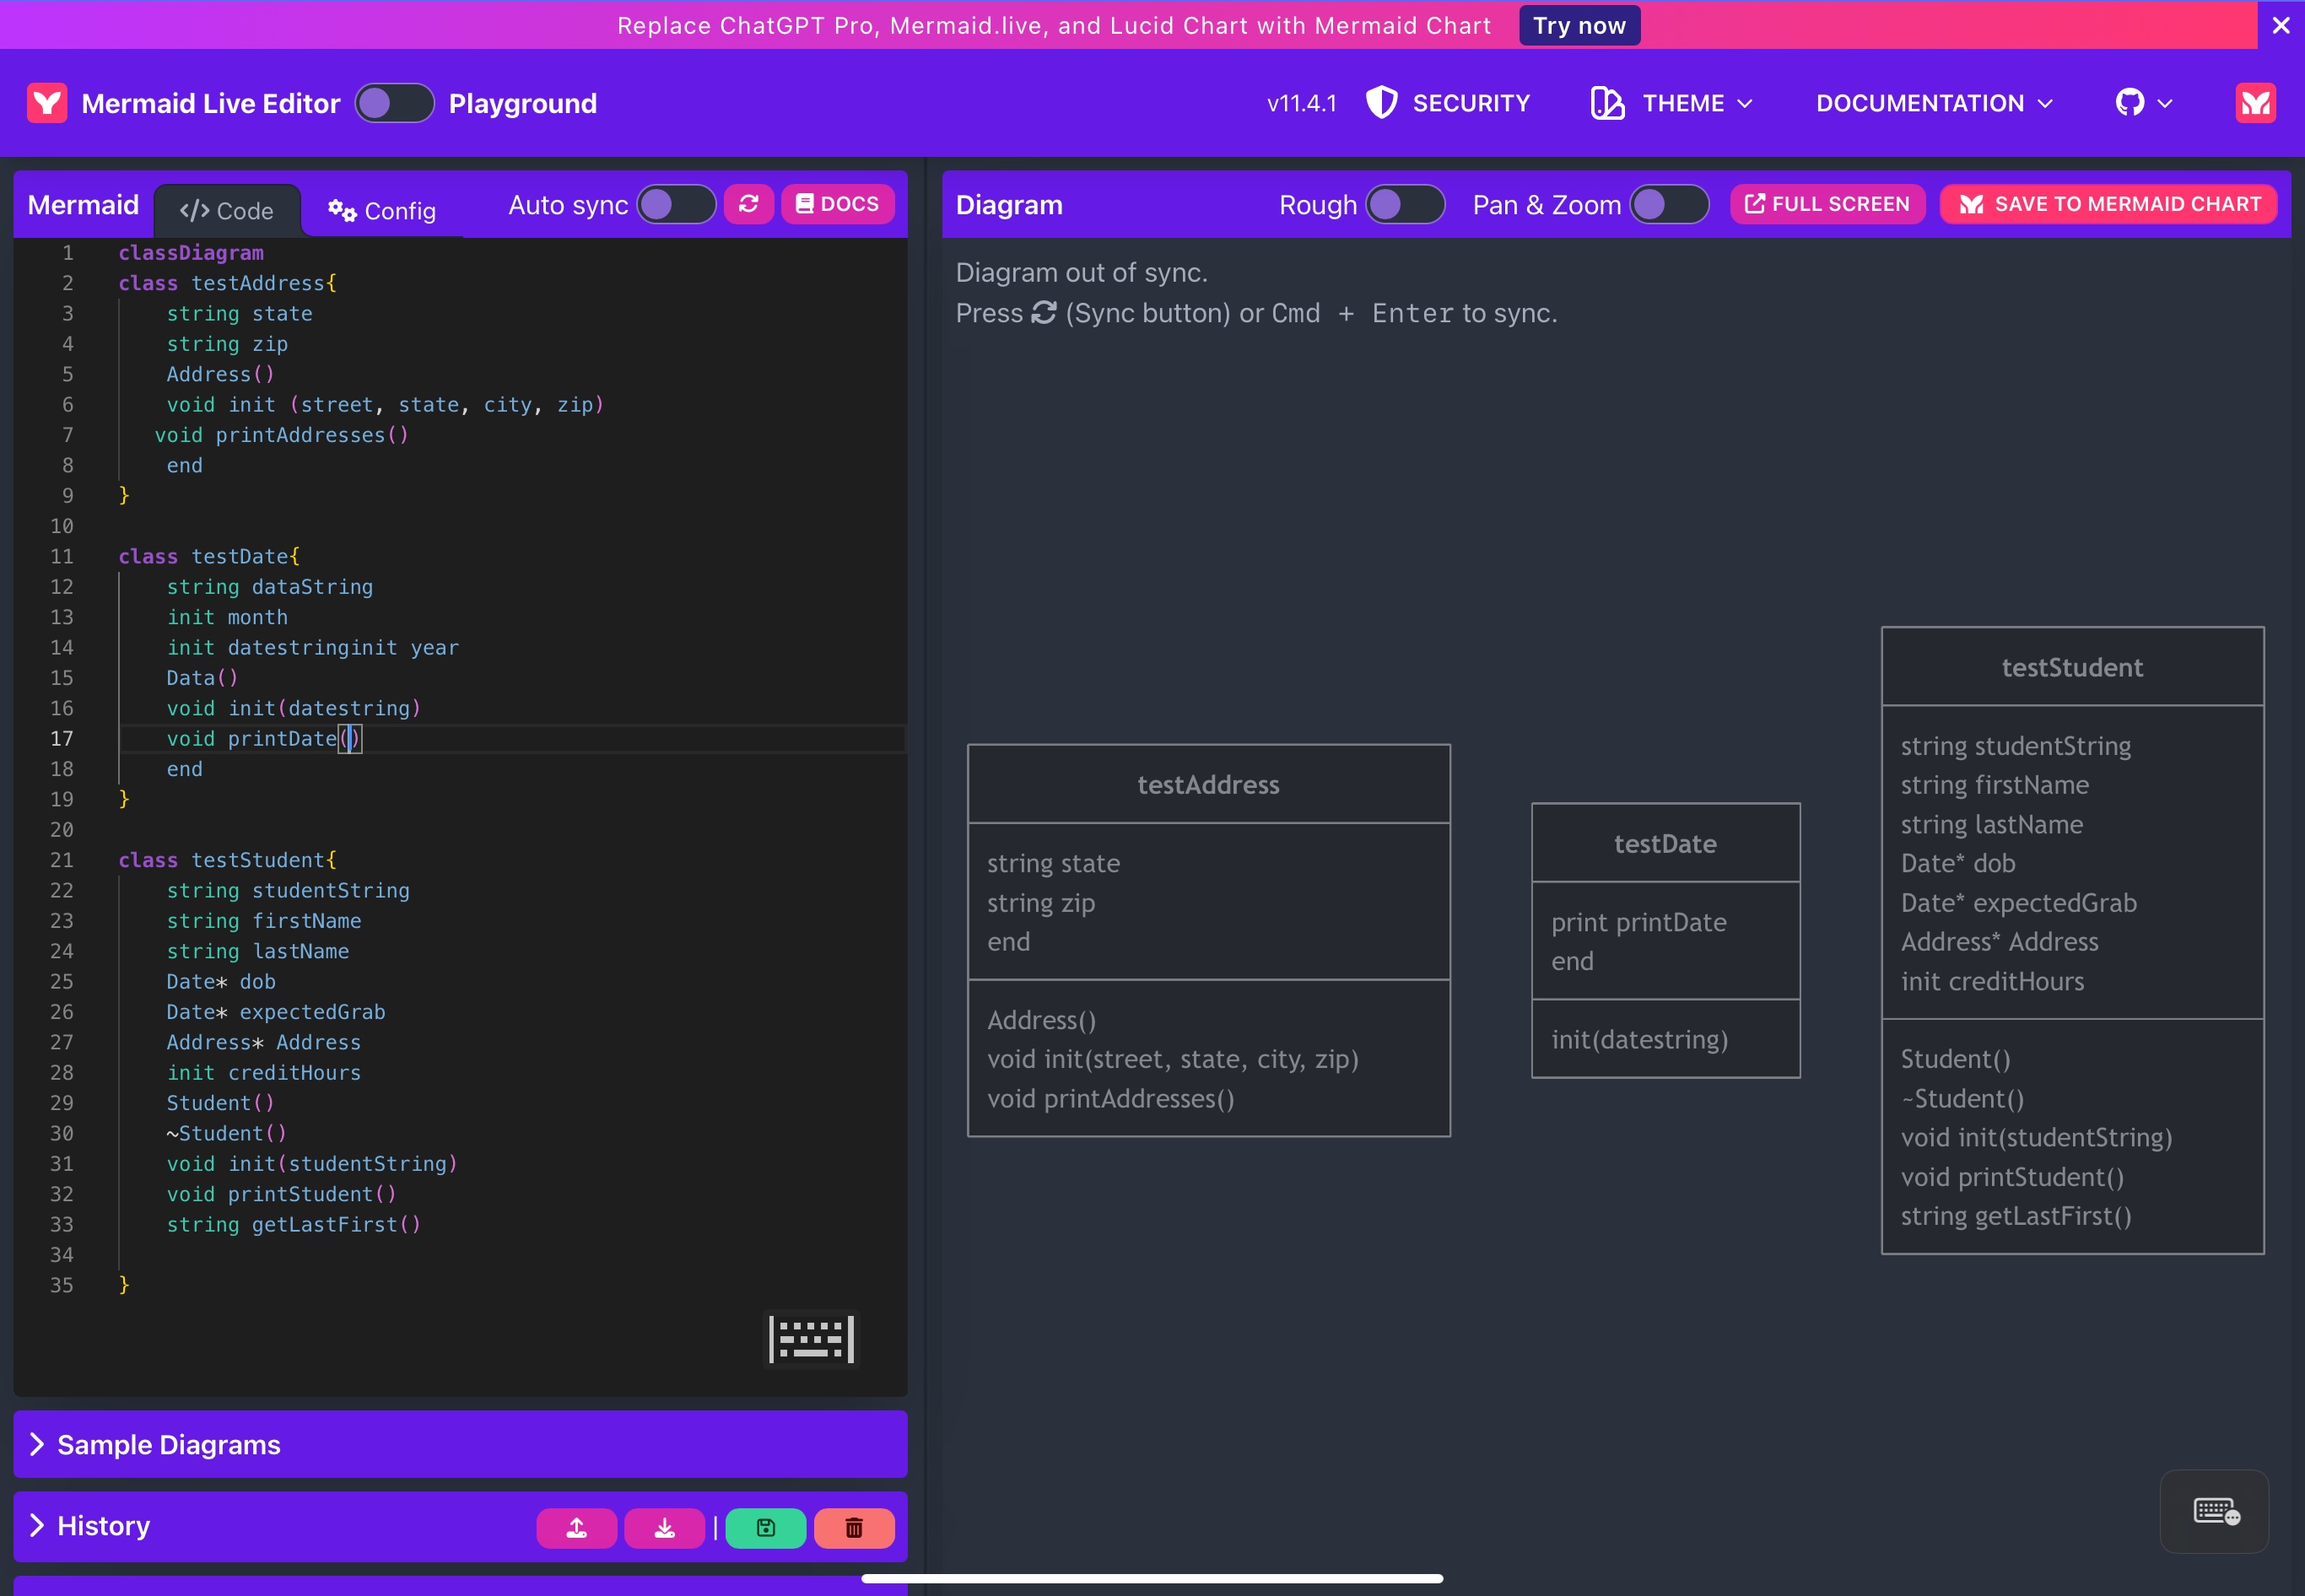 Replace ChatGPT Pro, Mermaid.live, and Lucid Chart with Mermaid Chart Try now
Mermaid Live Editor Playground v11.4.1 SECURITY THEME DOCUMENTATION
Mermaid Code Config Auto sync DOCS
1 classDiagram
2 class testAddress{
3 string state
4 string zip
5 Address()
6 void init (street, state, city, zip)
7 void printAddresses()
8 end
9 }
10
11 class testDate{
12 string dataString
13 init month
14 init datestringinit year
15 Data()
16 void init(datestring)
17 void printDate()
18 end
19 }
20
21 class testStudent{
22 string studentString
23 string firstName
24 string lastName
25 Date* dob
26 Date* expectedGrab
27 Address* Address
28 init creditHours
29 Student()
30 ~Student()
31 void init(studentString)
32 void printStudent()
33 string getLastFirst()
34
35 }
Sample Diagrams
History
Diagram Rough Pan & Zoom FULL SCREEN SAVE TO MERMAID CHART
Diagram out of sync.
Press (Sync button) or Cmd + Enter to sync.
testAddress
string state
string zip
end
Address()
void init(street, state, city, zip)
void printAddresses()
testDate
print printDate
end
init(datestring)
testStudent
string studentString
string firstName
string lastName
Date* dob
Date* expectedGrab
Address* Address
init creditHours
Student()
~Student()
void init(studentString)
void printStudent()
string getLastFirst()